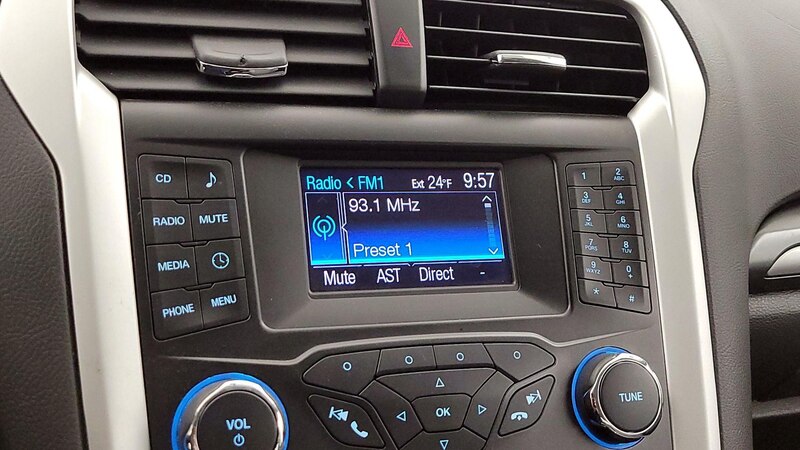 Radio < FM1 Ext 24°F 9:57
93.1 MHz
Preset 1
Mute AST Direct -
CD
RADIO MUTE
MEDIA
PHONE MENU
1 2 ABC
3 DEF 4 GHI
5 JKL 6 MNO
7 PQRS 8 TUV
9 WXYZ 0 +
* #
VOL
OK
TUNE